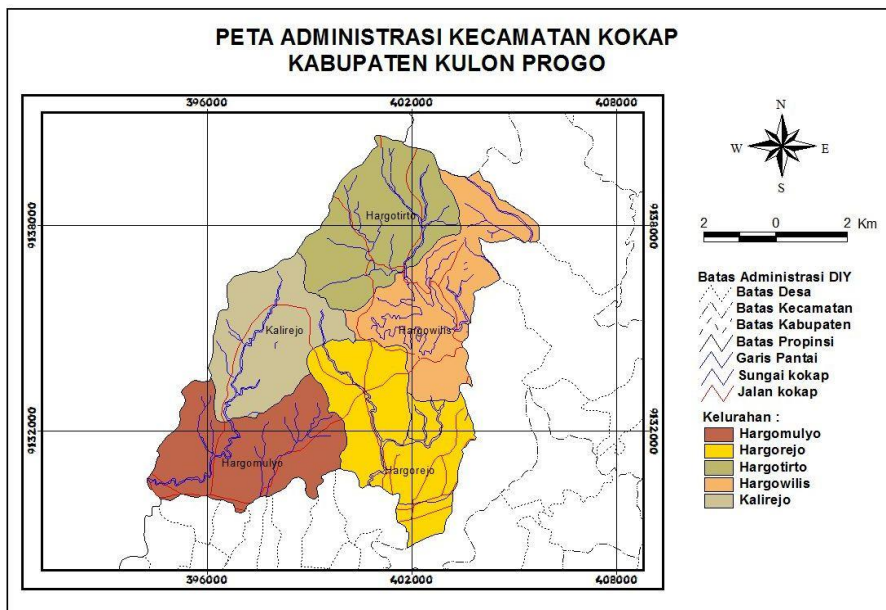 PETA ADMINISTRASI KECAMATAN KOKAP
KABUPATEN KULON PROGO
396000
402000
408000
N
W
E
S
9138000
9138000
2 0 2 Km
Hargotirto
Kalirejo
Hargowilis
Hargomulyo
Hargorejo
9132000
9132000
396000
402000
408000
Batas Administrasi DIY
Batas Desa
Batas Kecamatan
Batas Kabupaten
Batas Propinsi
Garis Pantai
Sungai kokap
Jalan kokap
Kelurahan :
Hargomulyo
Hargorejo
Hargotirto
Hargowilis
Kalirejo